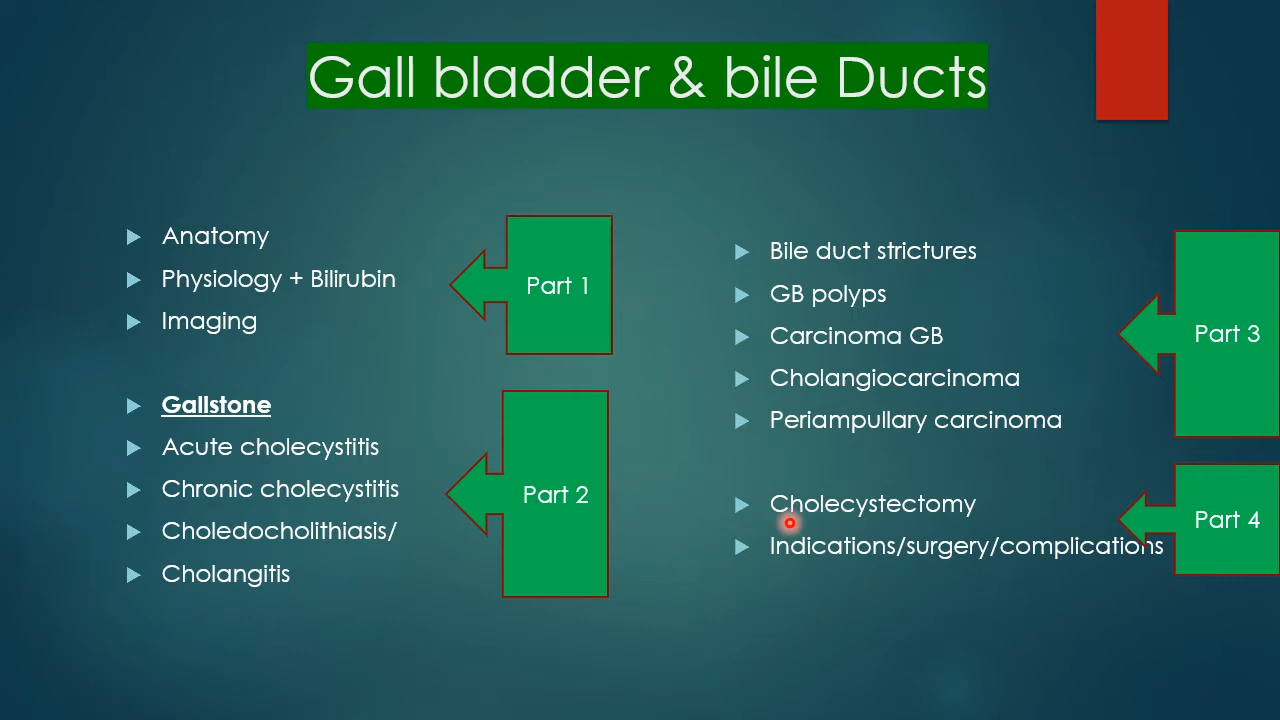 Gall bladder & bile Ducts
Anatomy
Physiology + Bilirubin
Imaging
Part 1
Gallstone
Acute cholecystitis
Chronic cholecystitis
Choledocholithiasis/
Cholangitis
Part 2
Bile duct strictures
GB polyps
Carcinoma GB
Cholangiocarcinoma
Periampullary carcinoma
Part 3
Cholecystectomy
Indications/surgery/complications
Part 4